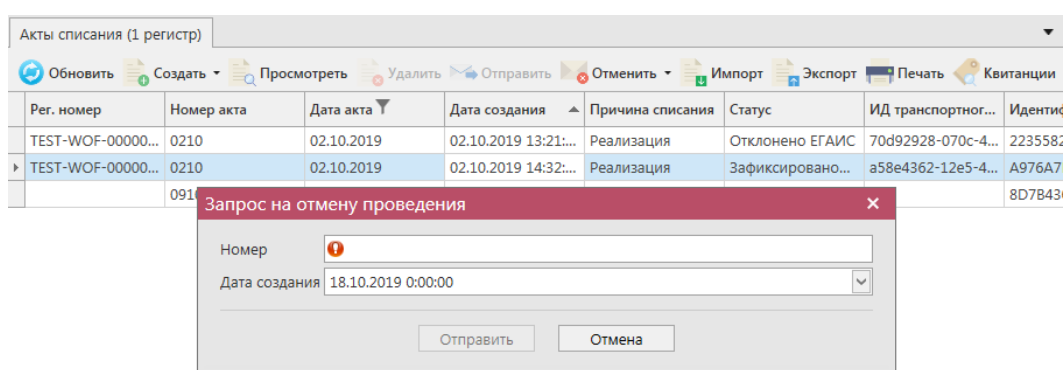 Акты списания (1 регистр)
Обновить Создать Просмотреть Удалить Отправить Отменить Импорт Экспорт Печать Квитанции
Рег. номер Номер акта Дата акта Дата создания Причина списания Статус ИД транспортног... Идентиф
TEST-WOF-00000... 0210 02.10.2019 02.10.2019 13:21:... Реализация Отклонено ЕГАИС 70d92928-070c-4... 2235582
TEST-WOF-00000... 0210 02.10.2019 02.10.2019 14:32:... Реализация Зафиксировано... a58e4362-12e5-4... A976A7
Запрос на отмену проведения
Номер
Дата создания 18.10.2019 0:00:00
Отправить Отмена